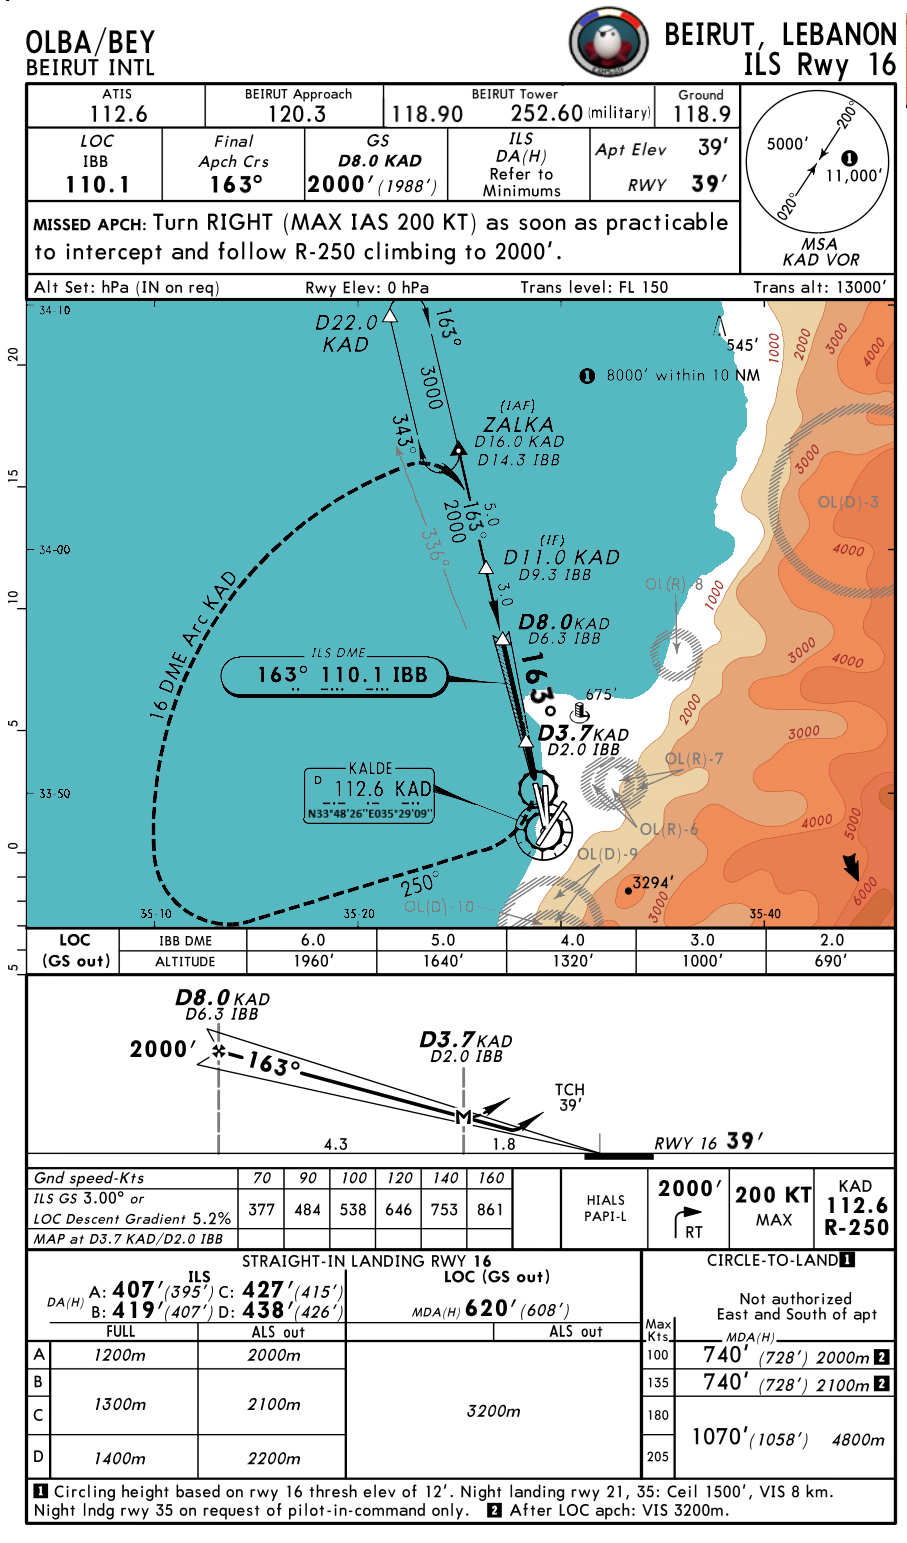 OLBA/BEY
BEIRUT INTL
BEIRUT, LEBANON
ILS Rwy 16
ATIS
112.6
BEIRUT Approach
120.3
BEIRUT Tower
118.90 252.60 (military)
Ground
118.9
LOC
IBB
110.1
Final
Apch Crs
163°
GS
D8.0 KAD
2000' (1988')
ILS
DA(H)
Refer to
Minimums
Apt Elev 39'
RWY 39'
MISSED APCH: Turn RIGHT (MAX IAS 200 KT) as soon as practicable
to intercept and follow R-250 climbing to 2000'.
200°
5000'
1
11,000'
020°
MSA
KAD VOR
Alt Set: hPa (IN on req) Rwy Elev: 0 hPa Trans level: FL 150 Trans alt: 13000'
34-10
D22.0
KAD
163°
3000
343°
545'
1 8000' within 10 NM
1000
2000
3000
4000
20
(IAF)
ZALKA
D16.0 KAD
D14.3 IBB
15
3000
OL(D)-3
5.0
163°
2000
336°
34-00
(IF)
D11.0 KAD
D9.3 IBB
4000
3.0
OL(R)-8
1000
10
16 DME Arc KAD
D8.0 KAD
D6.3 IBB
ILS DME
163° 110.1 IBB
163°
3000
4000
675'
L
2000
5
D3.7 KAD
D2.0 IBB
3000
OL(R)-7
KALDE
D 112.6 KAD
N33°48'26"E035°29'09"
33-50
OL(R)-6
4000
5000
0
OL(D)-9
250°
3294'
OL(D)-10
3000
6000
35-10
35-20
35-40
5
LOC
(GS out)
IBB DME 6.0 5.0 4.0 3.0 2.0
ALTITUDE 1960' 1640' 1320' 1000' 690'
D8.0 KAD
D6.3 IBB
2000'
163°
D3.7 KAD
D2.0 IBB
M
TCH
39'
4.3
1.8
RWY 16 39'
Gnd speed-Kts 70 90 100 120 140 160
ILS GS 3.00° or
LOC Descent Gradient 5.2%
377 484 538 646 753 861
MAP at D3.7 KAD/D2.0 IBB
HIALS
PAPI-L
2000'
RT
200 KT
MAX
KAD
112.6
R-250
STRAIGHT-IN LANDING RWY 16
ILS
DA(H)
A: 407' (395') C: 427' (415')
B: 419' (407') D: 438' (426')
LOC (GS out)
MDA(H) 620' (608')
CIRCLE-TO-LAND 1
Not authorized
East and South of apt
FULL
ALS out
ALS out
Max
Kts.
MDA(H)
A 1200m 2000m
B
C
1300m 2100m
D 1400m 2200m
3200m
100 740' (728') 2000m 2
135 740' (728') 2100m 2
180
205
1070' (1058') 4800m
1 Circling height based on rwy 16 thresh elev of 12'. Night landing rwy 21, 35: Ceil 1500', VIS 8 km.
Night lndg rwy 35 on request of pilot-in-command only. 2 After LOC apch: VIS 3200m.